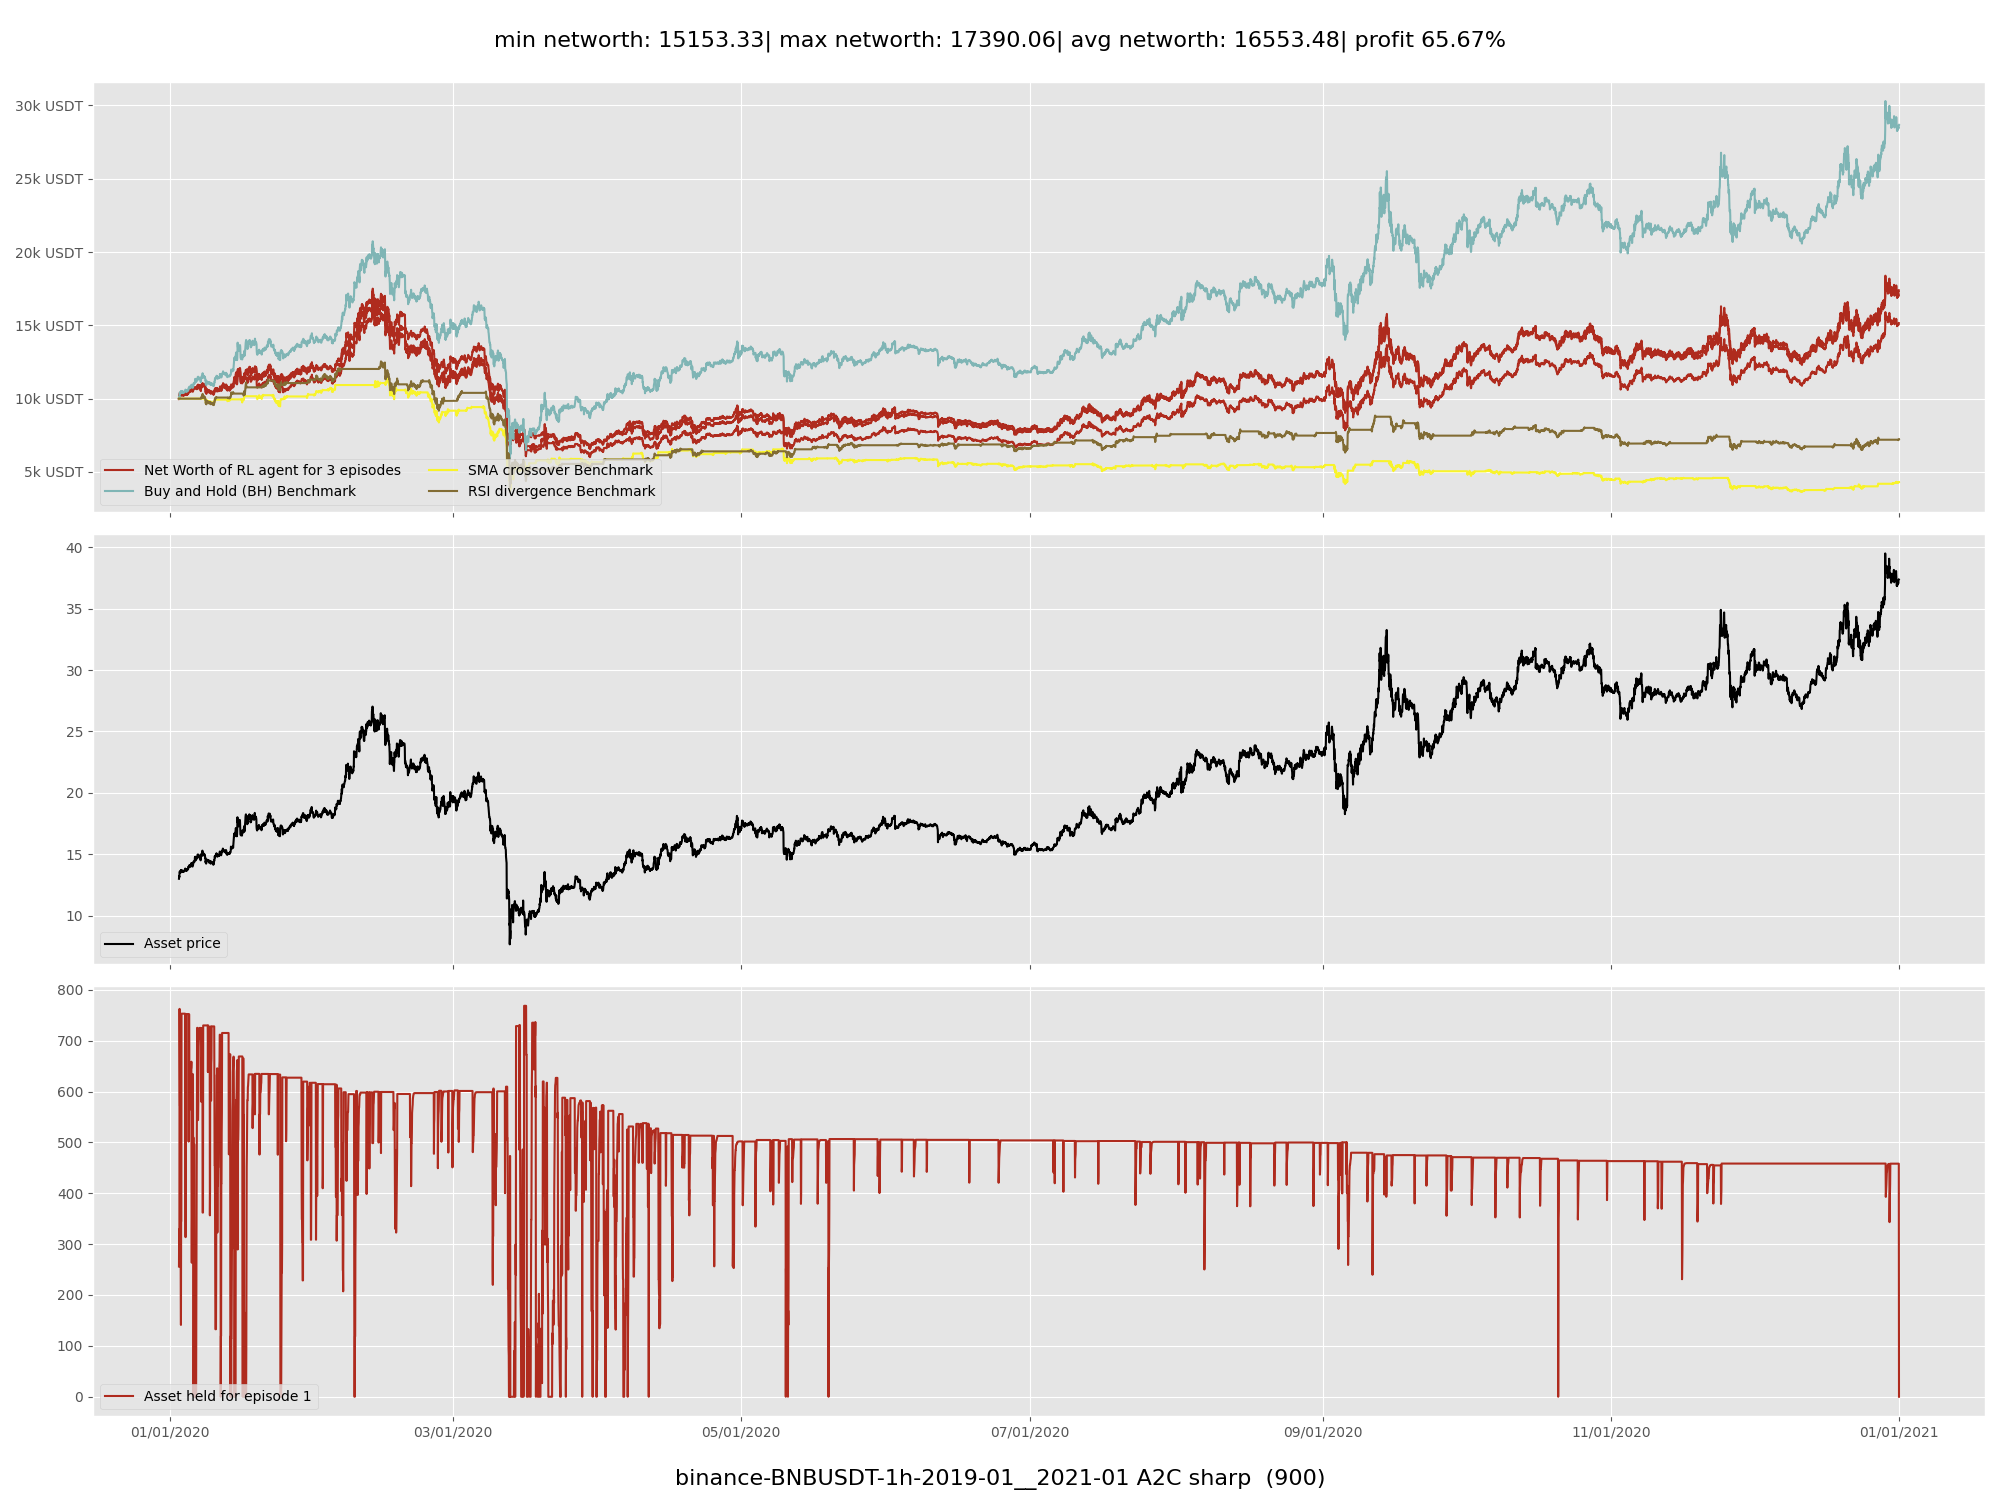 min networth: 15153.33| max networth: 17390.06| avg networth: 16553.48| profit 65.67%
30k USDT
25k USDT
20k USDT
15k USDT
10k USDT
5k USDT
Net Worth of RL agent for 3 episodes
Buy and Hold (BH) Benchmark
SMA crossover Benchmark
RSI divergence Benchmark
40
35
30
25
20
15
10
Asset price
800
700
600
500
400
300
200
100
0
Asset held for episode 1
01/01/2020 03/01/2020 05/01/2020 07/01/2020 09/01/2020 11/01/2020 01/01/2021
binance-BNBUSDT-1h-2019-01__2021-01 A2C sharp (900)